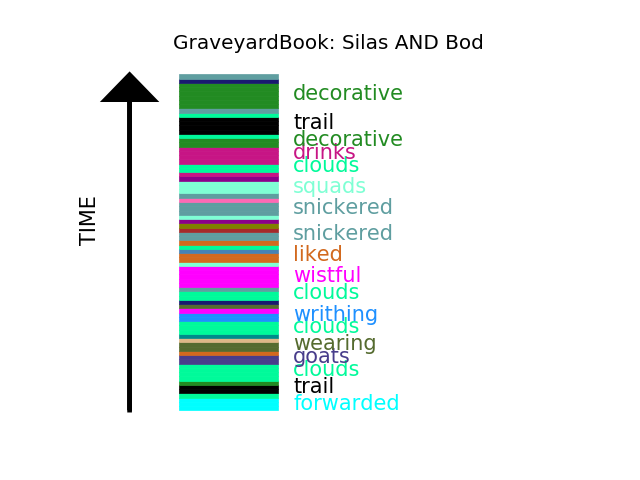 GraveyardBook: Silas AND Bod
TIME
decorative
trail
decorative
drinks
clouds
squads
snickered
snickered
liked
wistful
clouds
writhing
clouds
wearing
goats
clouds
trail
forwarded